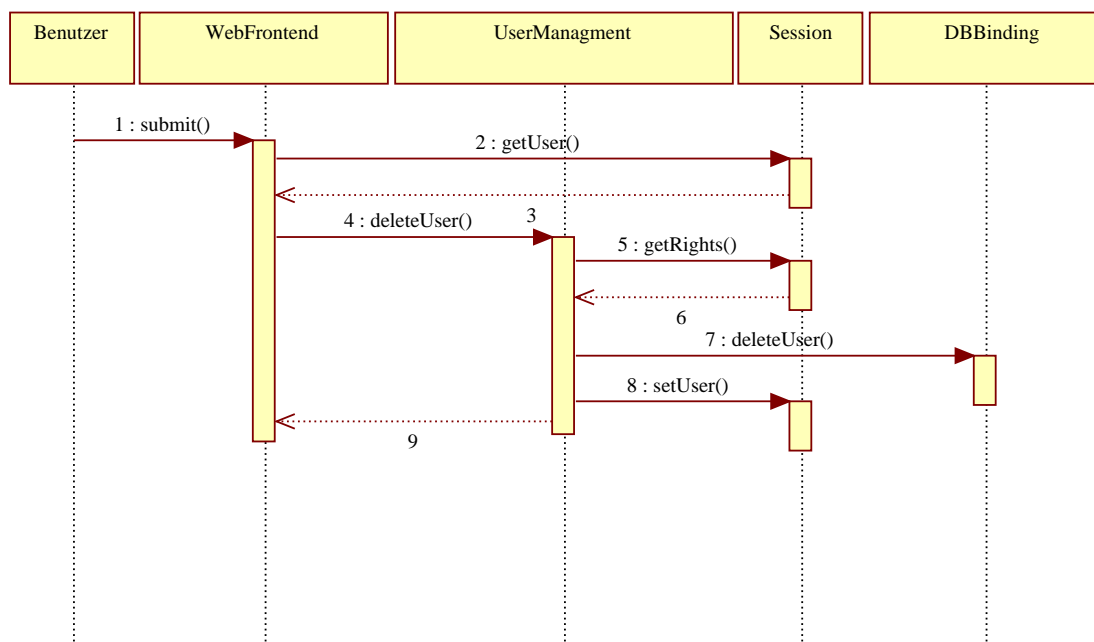 Benutzer
WebFrontend
UserManagment
Session
DBBinding
1 : submit()
2 : getUser()
3
4 : deleteUser()
5 : getRights()
6
7 : deleteUser()
8 : setUser()
9